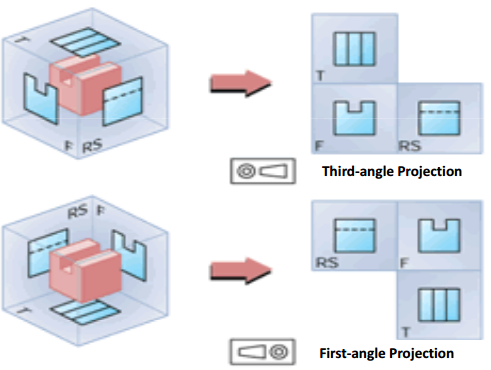 T
T
F
RS
F RS
Third-angle Projection
RS F
RS
F
T
T
First-angle Projection